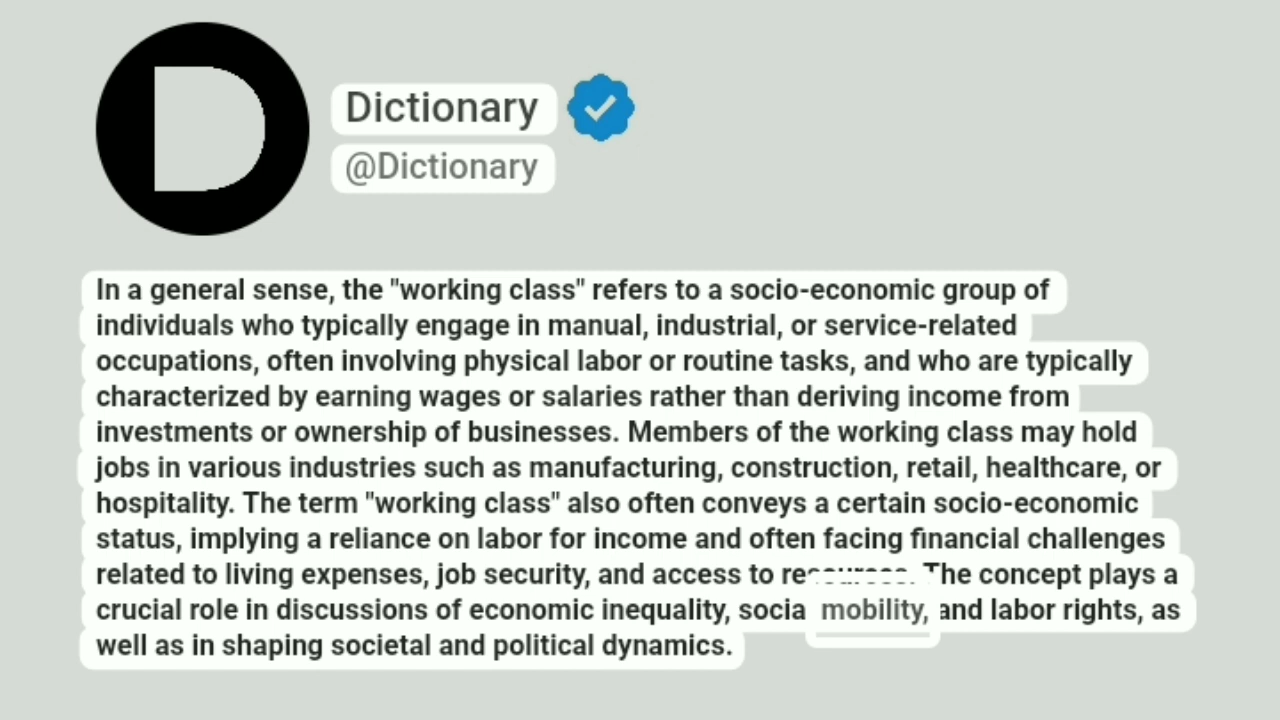 D
Dictionary
@Dictionary
In a general sense, the "working class" refers to a socio-economic group of
individuals who typically engage in manual, industrial, or service-related
occupations, often involving physical labor or routine tasks, and who are typically
characterized by earning wages or salaries rather than deriving income from
investments or ownership of businesses. Members of the working class may hold
jobs in various industries such as manufacturing, construction, retail, healthcare, or
hospitality. The term "working class" also often conveys a certain socio-economic
status, implying a reliance on labor for income and often facing financial challenges
related to living expenses, job security, and access to resources. The concept plays a
crucial role in discussions of economic inequality, socia mobility, and labor rights, as
well as in shaping societal and political dynamics.